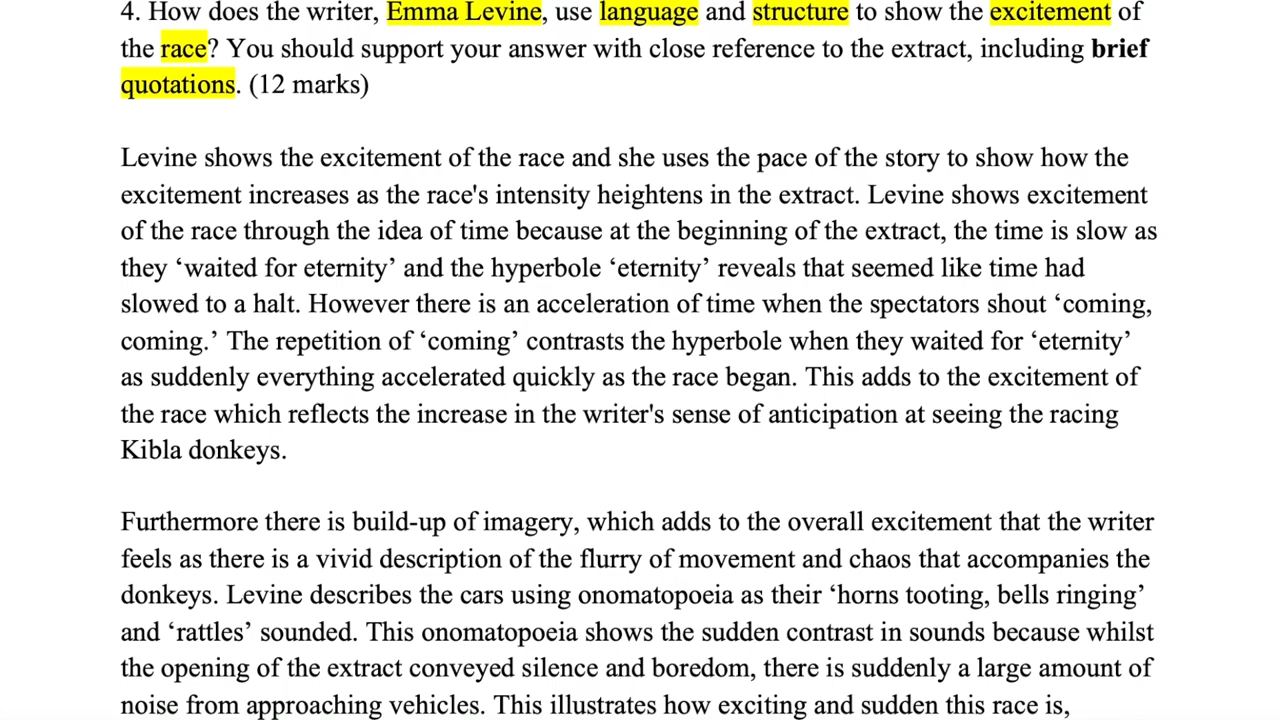 4. How does the writer, Emma Levine, use language and structure to show the excitement of
the race? You should support your answer with close reference to the extract, including brief
quotations. (12 marks)
Levine shows the excitement of the race and she uses the pace of the story to show how the
excitement increases as the race's intensity heightens in the extract. Levine shows excitement
of the race through the idea of time because at the beginning of the extract, the time is slow as
they ‘waited for eternity’ and the hyperbole ‘eternity’ reveals that seemed like time had
slowed to a halt. However there is an acceleration of time when the spectators shout ‘coming,
coming.’ The repetition of ‘coming’ contrasts the hyperbole when they waited for ‘eternity’
as suddenly everything accelerated quickly as the race began. This adds to the excitement of
the race which reflects the increase in the writer's sense of anticipation at seeing the racing
Kibla donkeys.
Furthermore there is build-up of imagery, which adds to the overall excitement that the writer
feels as there is a vivid description of the flurry of movement and chaos that accompanies the
donkeys. Levine describes the cars using onomatopoeia as their ‘horns tooting, bells ringing’
and ‘rattles’ sounded. This onomatopoeia shows the sudden contrast in sounds because whilst
the opening of the extract conveyed silence and boredom, there is suddenly a large amount of
noise from approaching vehicles. This illustrates how exciting and sudden this race is,